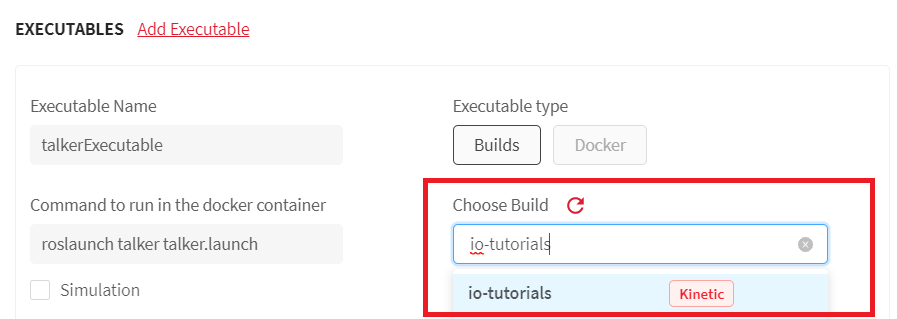 EXECUTABLES Add Executable
Executable Name
talkerExecutable
Executable type
Builds Docker
Command to run in the docker container
roslaunch talker talker.launch
Simulation
Choose Build
io-tutorials
io-tutorials Kinetic